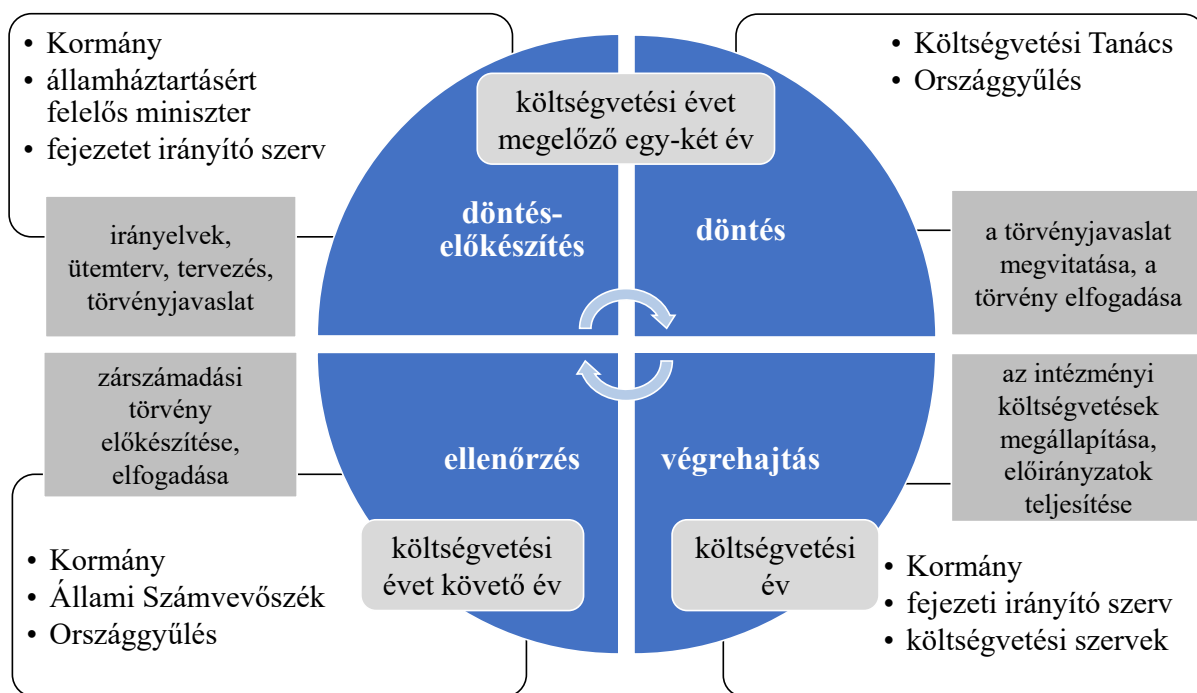 • Kormány
• államháztartásért
felelős miniszter
• fejezetet irányító szerv
költségvetési évet
megelőző egy-két év
• Költségvetési Tanács
• Országgyűlés
irányelvek,
ütemterv, tervezés,
törvényjavaslat
döntés-
előkészítés
döntés
a törvényjavaslat
megvitatása, a
törvény elfogadása
zárszámadási
törvény
előkészítése,
elfogadása
ellenőrzés
végrehajtás
az intézményi
költségvetések
megállapítása,
előirányzatok
teljesítése
• Kormány
• Állami Számvevőszék
• Országgyűlés
költségvetési
évet követő év
költségvetési
év
• Kormány
• fejezeti irányító szerv
• költségvetési szervek